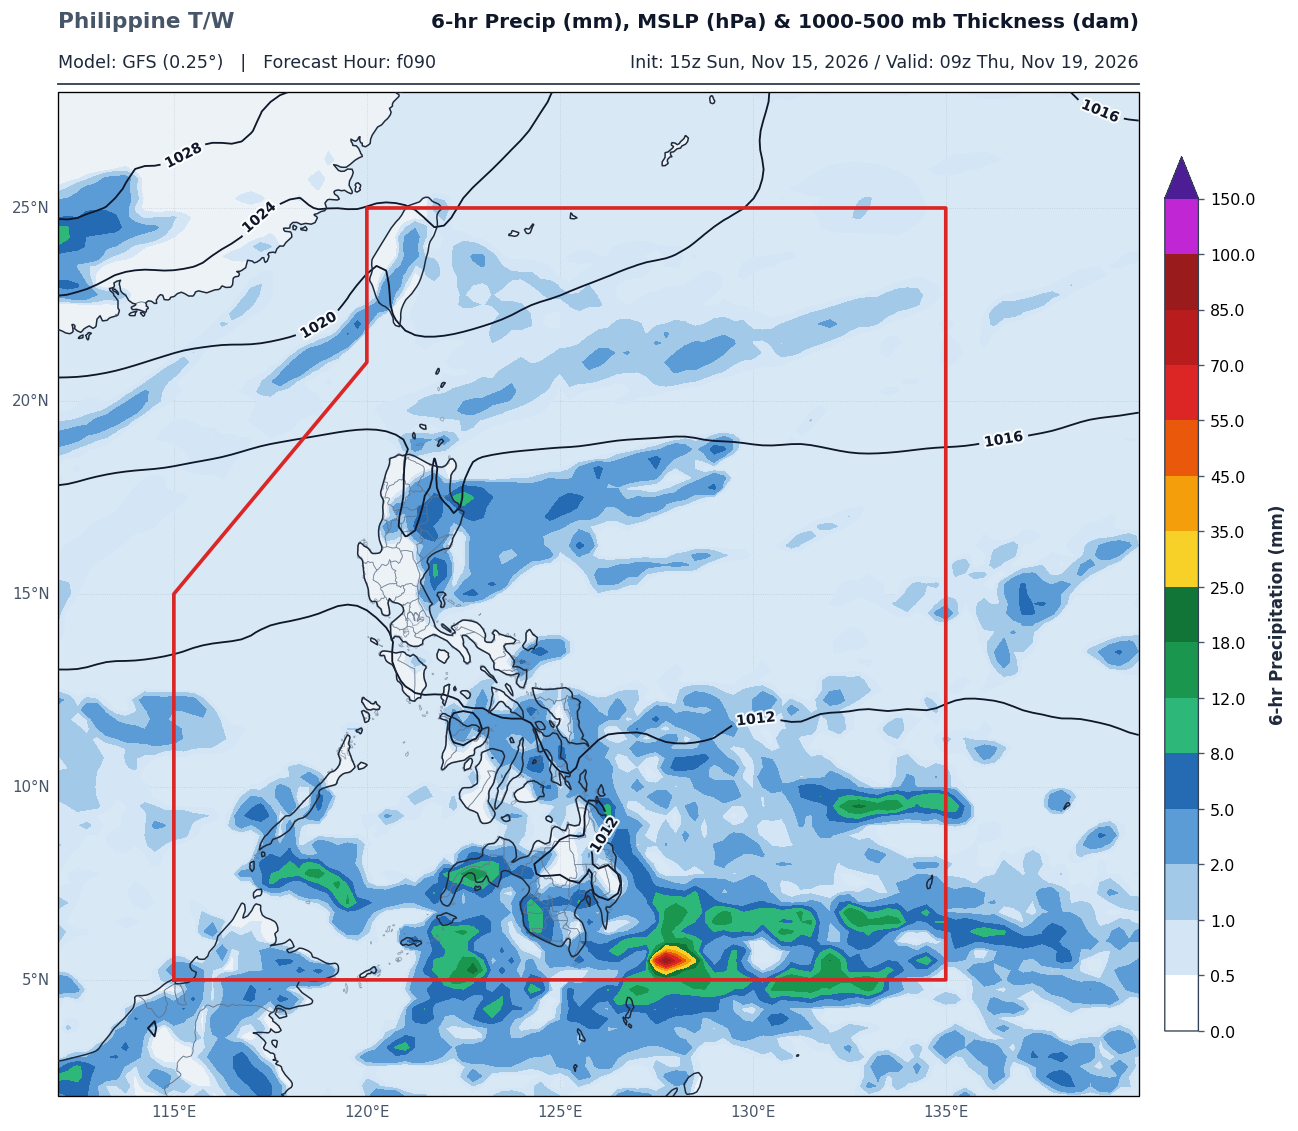 Philippine T/W
6-hr Precip (mm), MSLP (hPa) & 1000-500 mb Thickness (dam)
Model: GFS (0.25°) | Forecast Hour: f090
Init: 15z Sun, Nov 15, 2026 / Valid: 09z Thu, Nov 19, 2026
1016
1028
1024
1020
1016
1012
1012
25°N
20°N
15°N
10°N
5°N
115°E
120°E
125°E
130°E
135°E
150.0
100.0
85.0
70.0
55.0
45.0
35.0
25.0
18.0
12.0
8.0
5.0
2.0
1.0
0.5
0.0
6-hr Precipitation (mm)